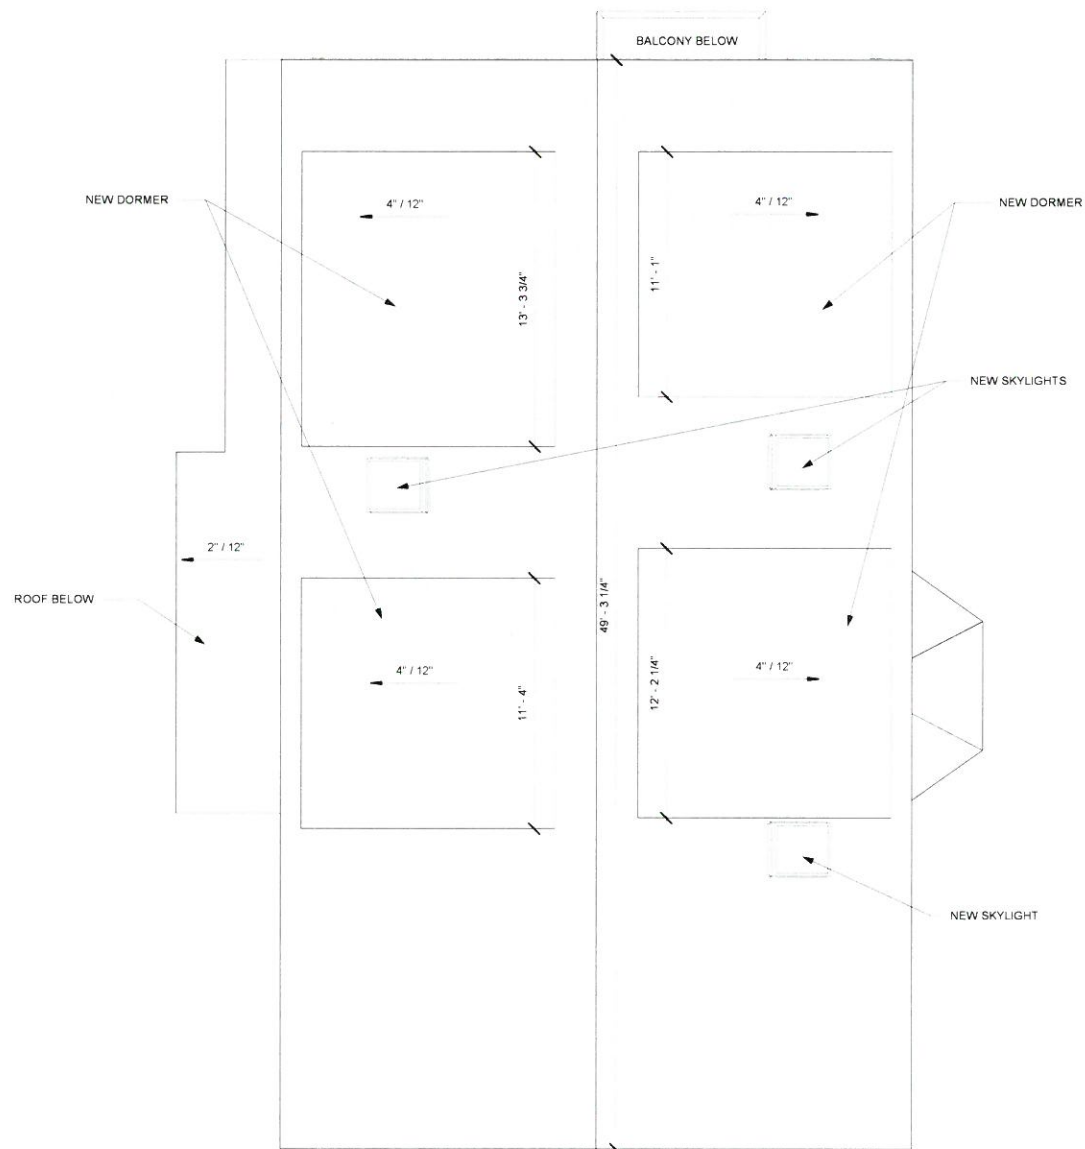 BALCONY BELOW
NEW DORMER
4" / 12"
4" / 12"
NEW DORMER
13' - 3 3/4"
11' - 1"
NEW SKYLIGHTS
2" / 12"
ROOF BELOW
49' - 3 1/4"
4" / 12"
4" / 12"
11' - 4"
12' - 2 1/4"
NEW SKYLIGHT